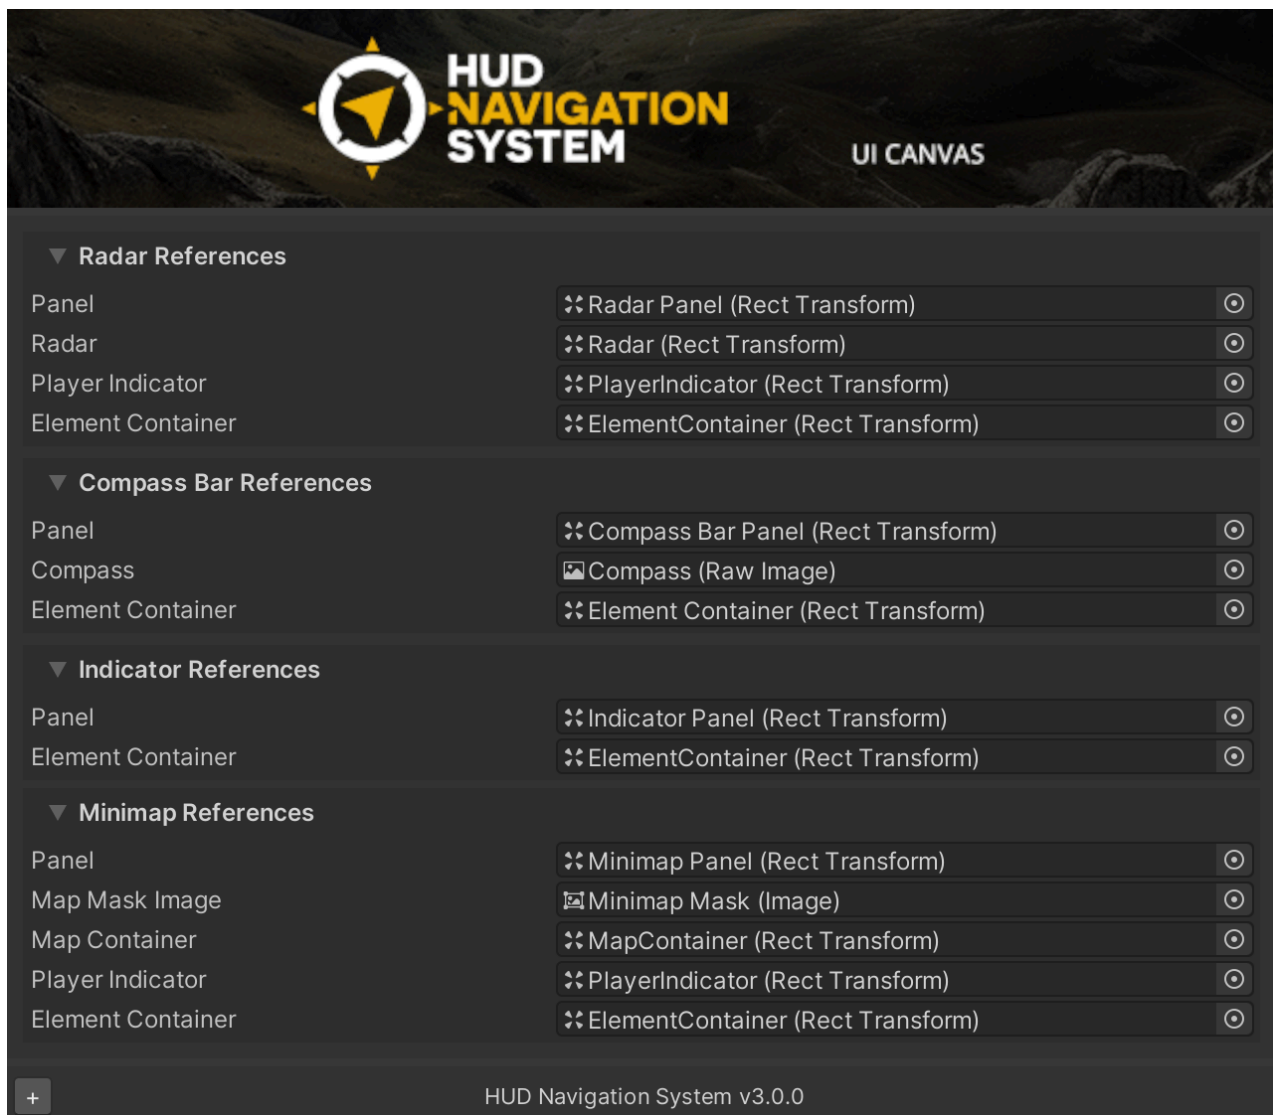 HUD
NAVIGATION
SYSTEM
UI CANVAS
Radar References
Panel Radar Panel (Rect Transform)
Radar Radar (Rect Transform)
Player Indicator PlayerIndicator (Rect Transform)
Element Container ElementContainer (Rect Transform)
Compass Bar References
Panel Compass Bar Panel (Rect Transform)
Compass Compass (Raw Image)
Element Container Element Container (Rect Transform)
Indicator References
Panel Indicator Panel (Rect Transform)
Element Container ElementContainer (Rect Transform)
Minimap References
Panel Minimap Panel (Rect Transform)
Map Mask Image Minimap Mask (Image)
Map Container MapContainer (Rect Transform)
Player Indicator PlayerIndicator (Rect Transform)
Element Container ElementContainer (Rect Transform)
+ HUD Navigation System v3.0.0